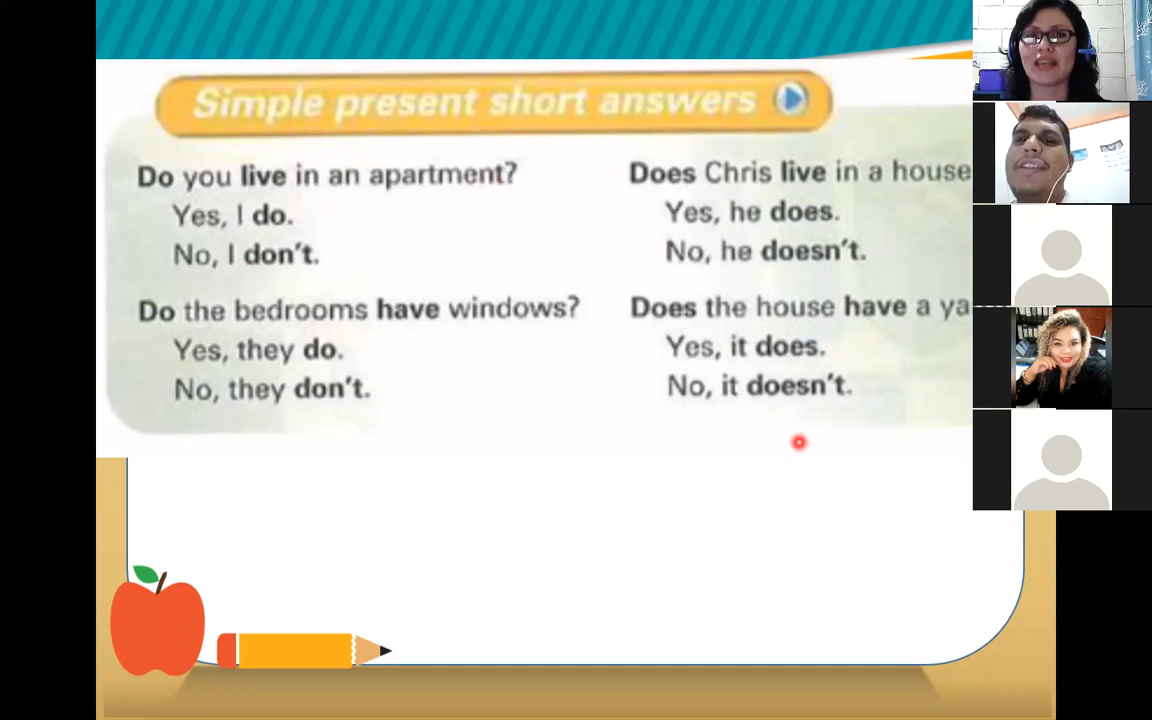 Simple present short answers
Do you live in an apartment?
Yes, I do.
No, I don't.
Do the bedrooms have windows?
Yes, they do.
No, they don't.
Does Chris live in a house
Yes, he does.
No, he doesn't.
Does the house have a ya
Yes, it does.
No, it doesn't.